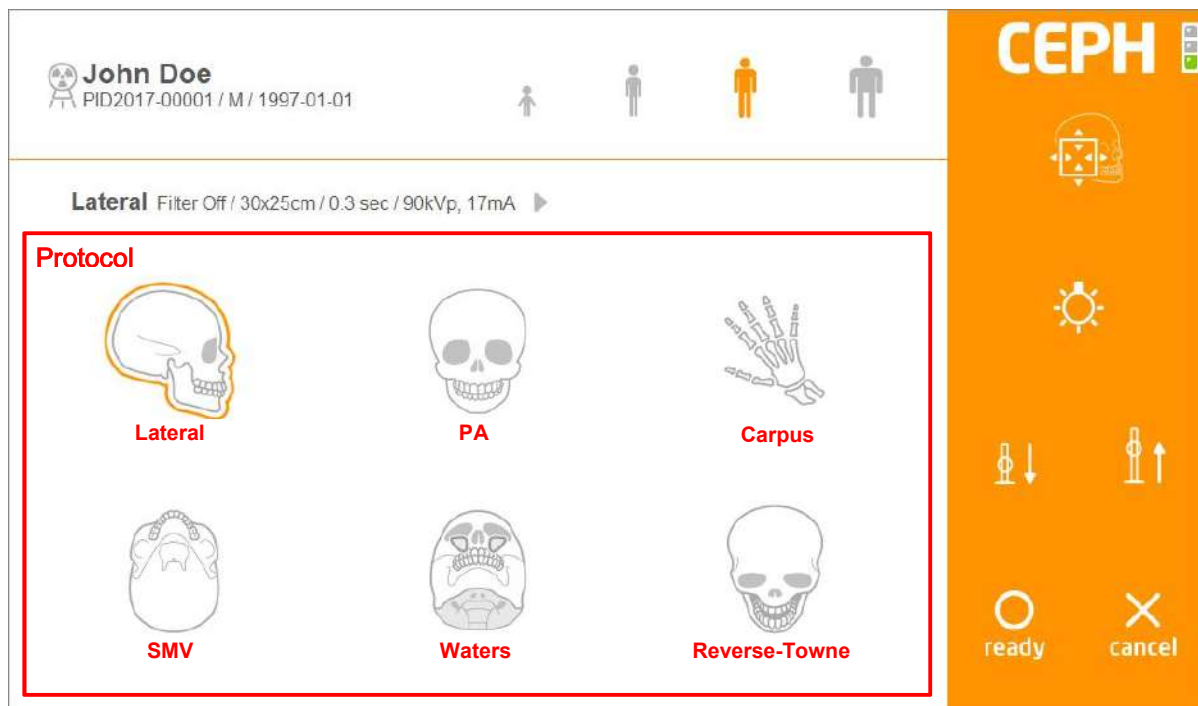 John Doe
PID2017-00001 / M / 1997-01-01
CEPH
Lateral Filter Off / 30x25cm / 0.3 sec / 90kVp, 17mA
Protocol
Lateral PA Carpus
SMV Waters Reverse-Towne
ready cancel